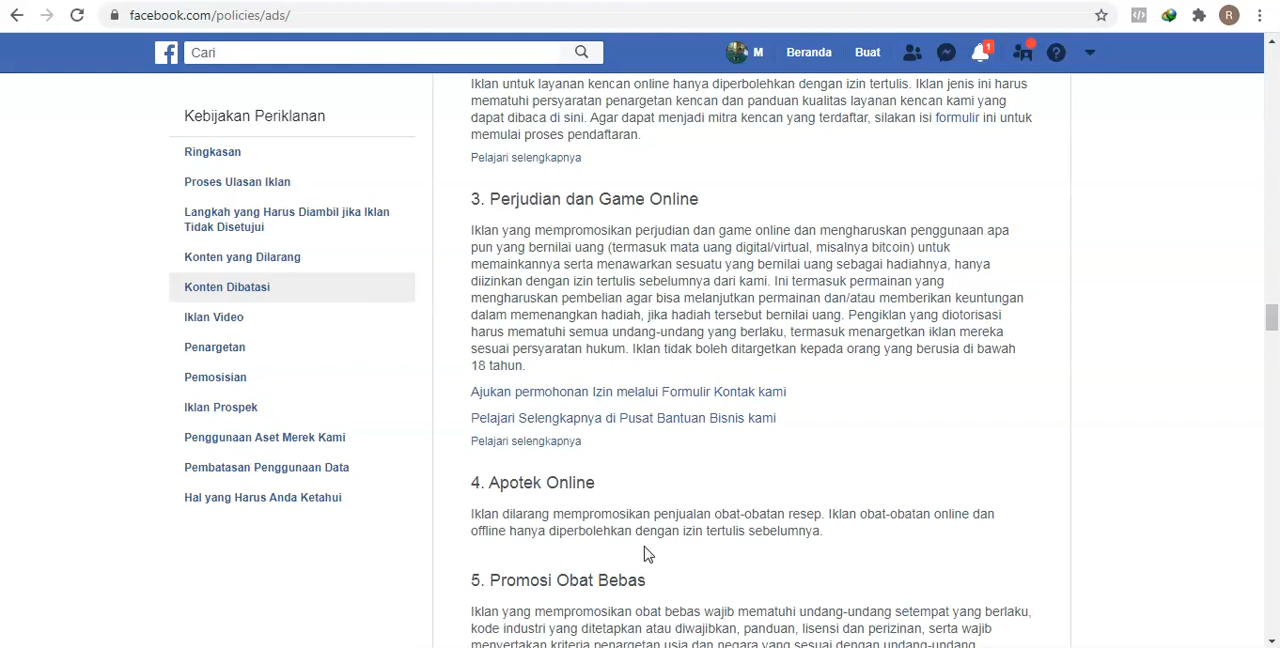 facebook.com/policies/ads/
R
Cari
M
Beranda
Buat
1
Kebijakan Periklanan
Ringkasan
Proses Ulasan Iklan
Langkah yang Harus Diambil jika Iklan
Tidak Disetujui
Konten yang Dilarang
Konten Dibatasi
Iklan Video
Penargetan
Pemosisian
Iklan Prospek
Penggunaan Aset Merek Kami
Pembatasan Penggunaan Data
Hal yang Harus Anda Ketahui
Iklan untuk layanan kencan online hanya diperbolehkan dengan izin tertulis. Iklan jenis ini harus
mematuhi persyaratan penargetan kencan dan panduan kualitas layanan kencan kami yang
dapat dibaca di sini. Agar dapat menjadi mitra kencan yang terdaftar, silakan isi formulir ini untuk
memulai proses pendaftaran.
Pelajari selengkapnya
3. Perjudian dan Game Online
Iklan yang mempromosikan perjudian dan game online dan mengharuskan penggunaan apa
pun yang bernilai uang (termasuk mata uang digital/virtual, misalnya bitcoin) untuk
memainkannya serta menawarkan sesuatu yang bernilai uang sebagai hadiahnya, hanya
diizinkan dengan izin tertulis sebelumnya dari kami. Ini termasuk permainan yang
mengharuskan pembelian agar bisa melanjutkan permainan dan/atau memberikan keuntungan
dalam memenangkan hadiah, jika hadiah tersebut bernilai uang. Pengiklan yang diotorisasi
harus mematuhi semua undang-undang yang berlaku, termasuk menargetkan iklan mereka
sesuai persyaratan hukum. Iklan tidak boleh ditargetkan kepada orang yang berusia di bawah
18 tahun.
Ajukan permohonan Izin melalui Formulir Kontak kami
Pelajari Selengkapnya di Pusat Bantuan Bisnis kami
Pelajari selengkapnya
4. Apotek Online
Iklan dilarang mempromosikan penjualan obat-obatan resep. Iklan obat-obatan online dan
offline hanya diperbolehkan dengan izin tertulis sebelumnya.
5. Promosi Obat Bebas
Iklan yang mempromosikan obat bebas wajib mematuhi undang-undang setempat yang berlaku,
kode industri yang ditetapkan atau diwajibkan, panduan, lisensi dan perizinan, serta wajib
menyertakan kriteria penargetan usia dan negara yang sesuai dengan undang-undang